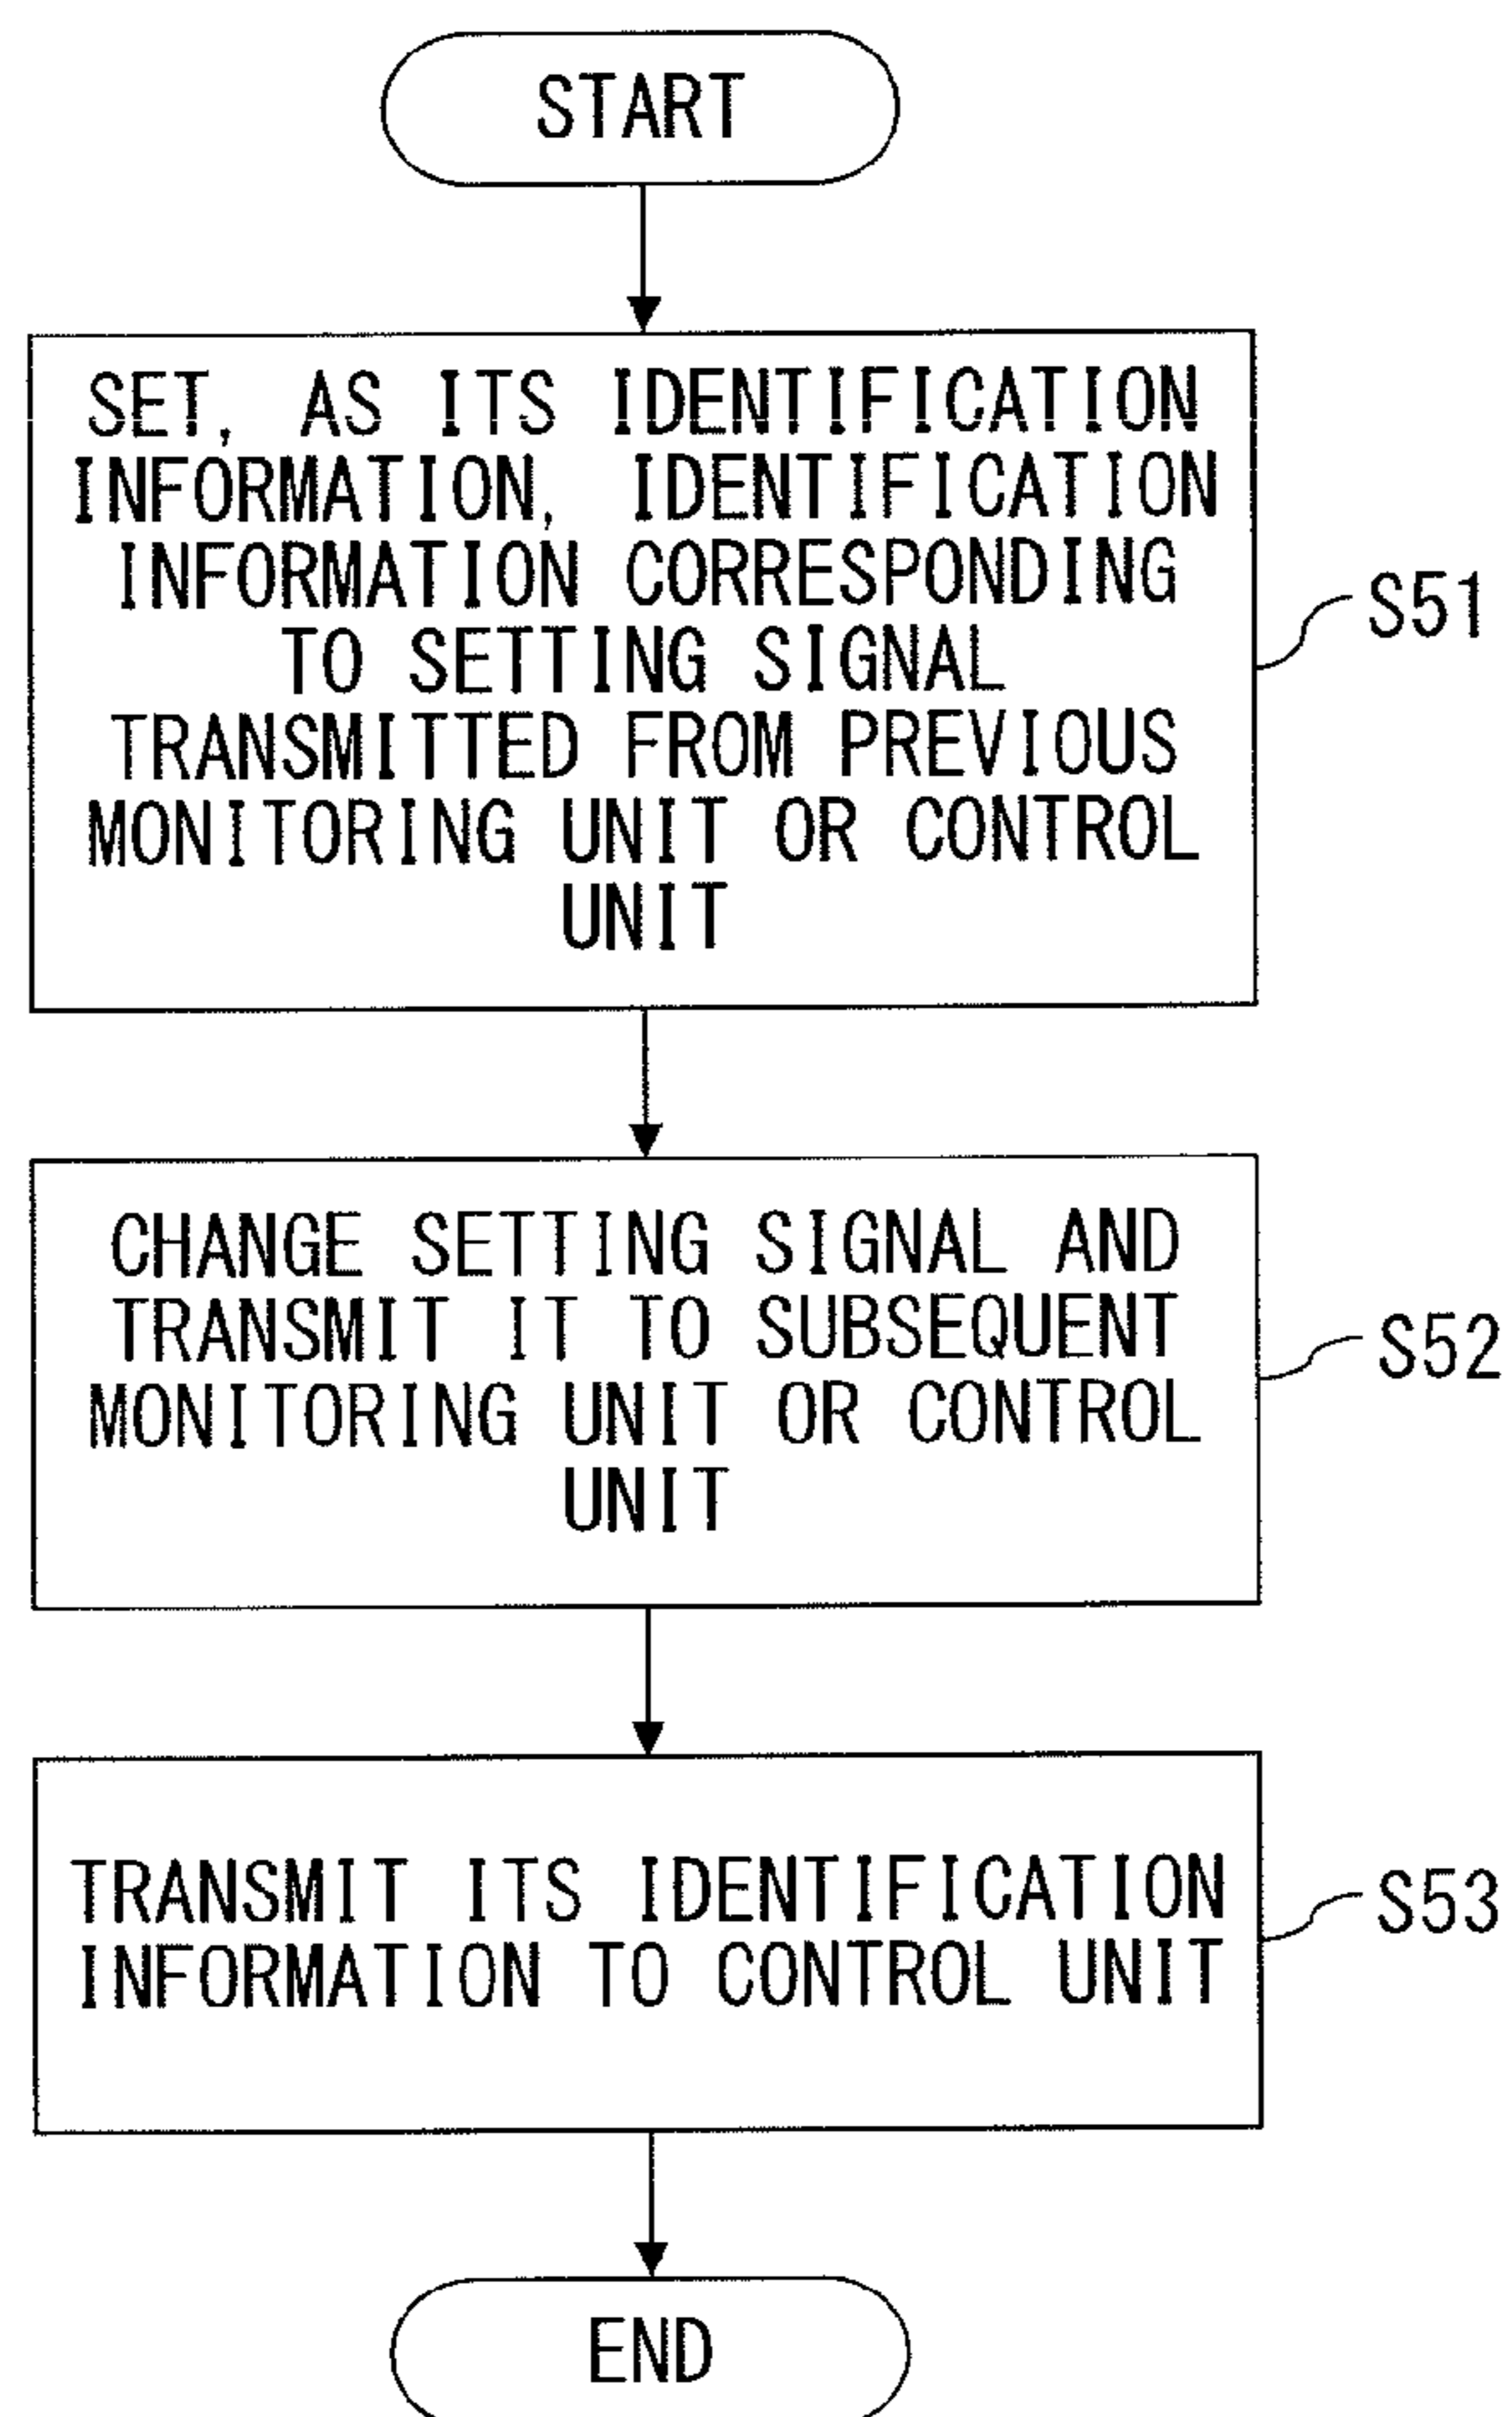 START
SET, AS ITS IDENTIFICATION
INFORMATION, IDENTIFICATION
INFORMATION CORRESPONDING
TO SETTING SIGNAL
TRANSMITTED FROM PREVIOUS
MONITORING UNIT OR CONTROL
UNIT
S51
CHANGE SETTING SIGNAL AND
TRANSMIT IT TO SUBSEQUENT
MONITORING UNIT OR CONTROL
UNIT
S52
TRANSMIT ITS IDENTIFICATION
INFORMATION TO CONTROL UNIT
S53
END